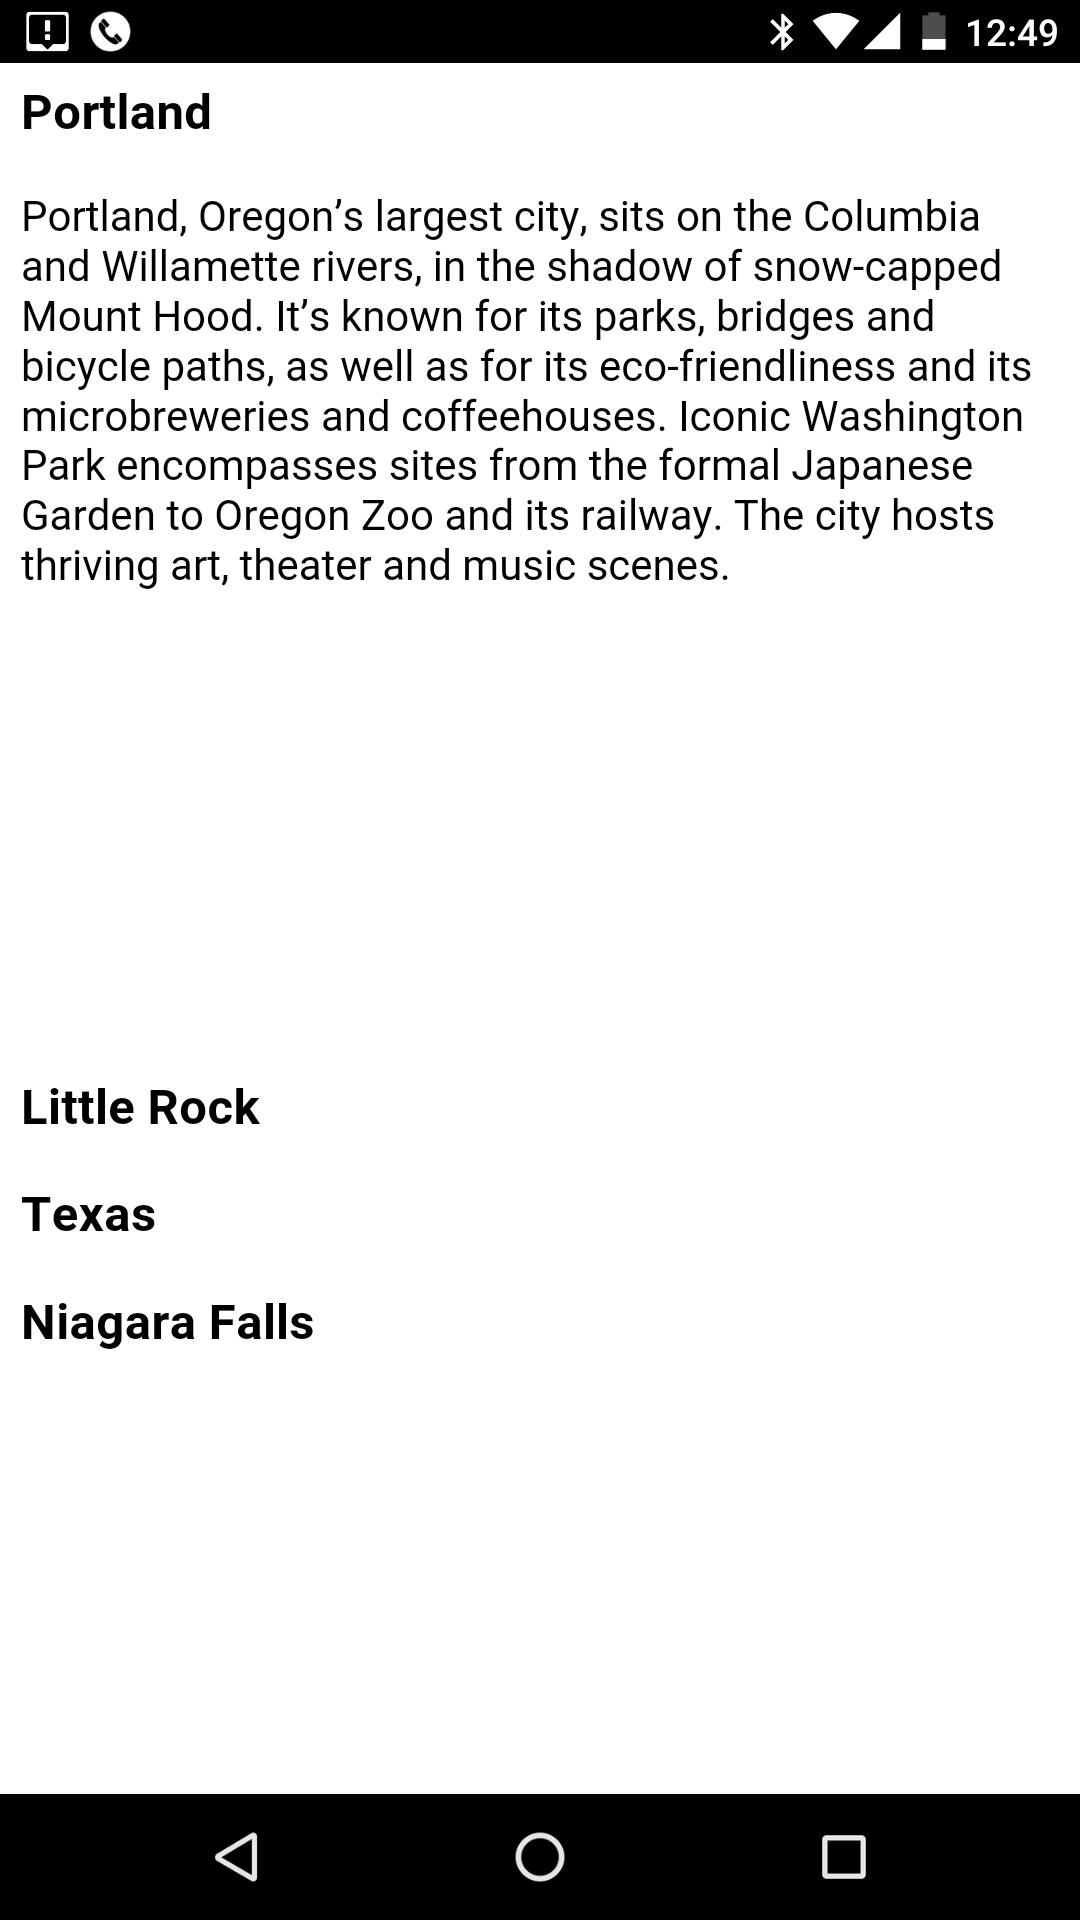 12:49
Portland
Portland, Oregon’s largest city, sits on the Columbia
and Willamette rivers, in the shadow of snow-capped
Mount Hood. It’s known for its parks, bridges and
bicycle paths, as well as for its eco-friendliness and its
microbreweries and coffeehouses. Iconic Washington
Park encompasses sites from the formal Japanese
Garden to Oregon Zoo and its railway. The city hosts
thriving art, theater and music scenes.
Little Rock
Texas
Niagara Falls